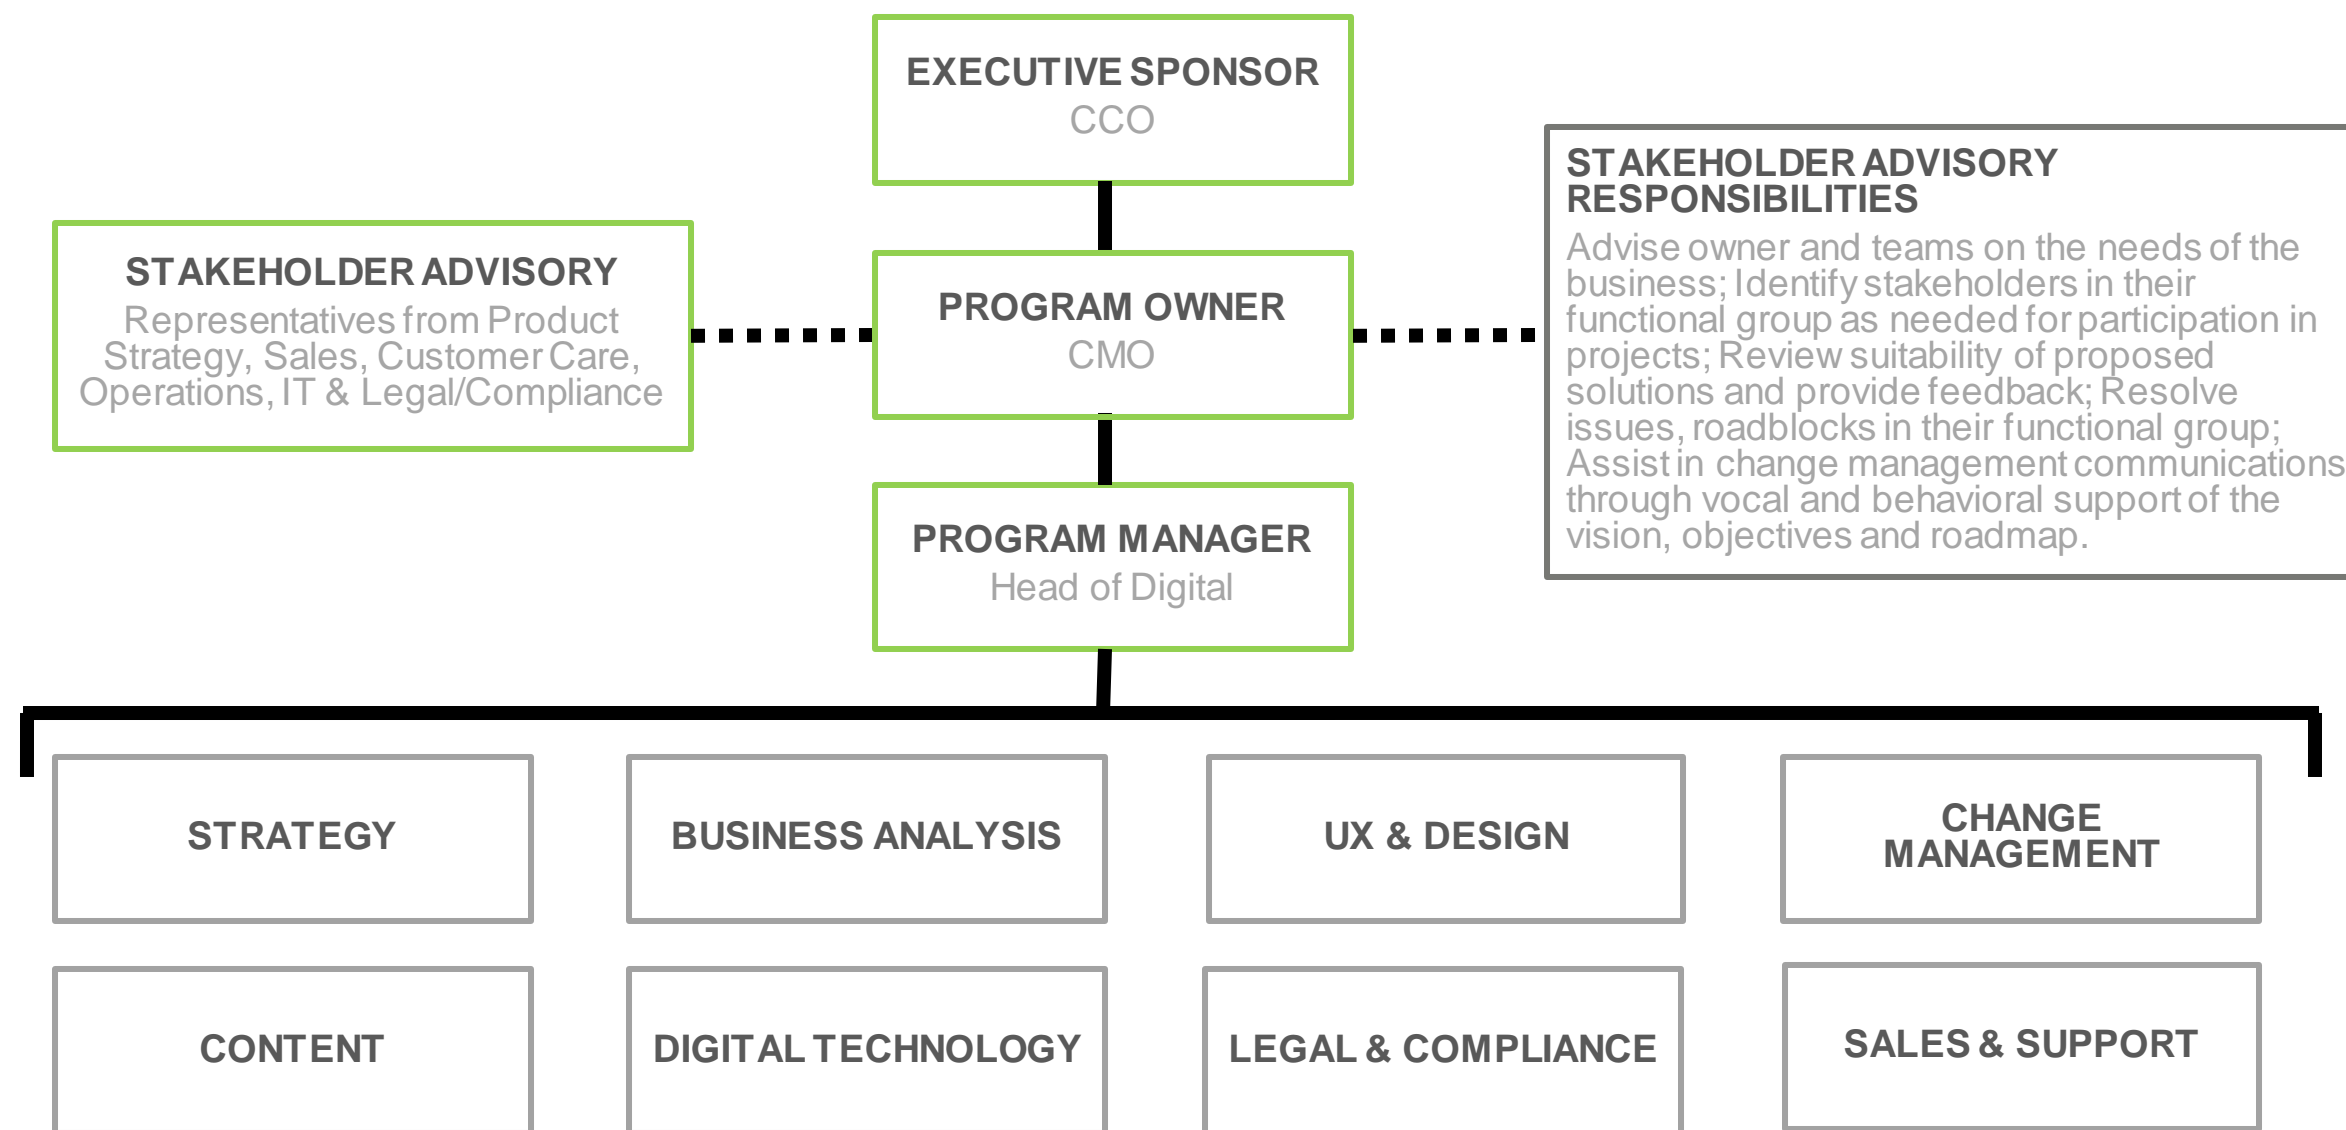 EXECUTIVE SPONSOR
CCO
STAKEHOLDER ADVISORY
Representatives from Product
Strategy, Sales, Customer Care,
Operations, IT & Legal/Compliance
PROGRAM OWNER
CMO
STAKEHOLDER ADVISORY
RESPONSIBILITIES
Advise owner and teams on the needs of the
business; Identify stakeholders in their
functional group as needed for participation in
projects; Review suitability of proposed
solutions and provide feedback; Resolve
issues, roadblocks in their functional group;
Assist in change management communications
through vocal and behavioral support of the
vision, objectives and roadmap.
PROGRAM MANAGER
Head of Digital
STRATEGY
BUSINESS ANALYSIS
UX & DESIGN
CHANGE
MANAGEMENT
CONTENT
DIGITAL TECHNOLOGY
LEGAL & COMPLIANCE
SALES & SUPPORT